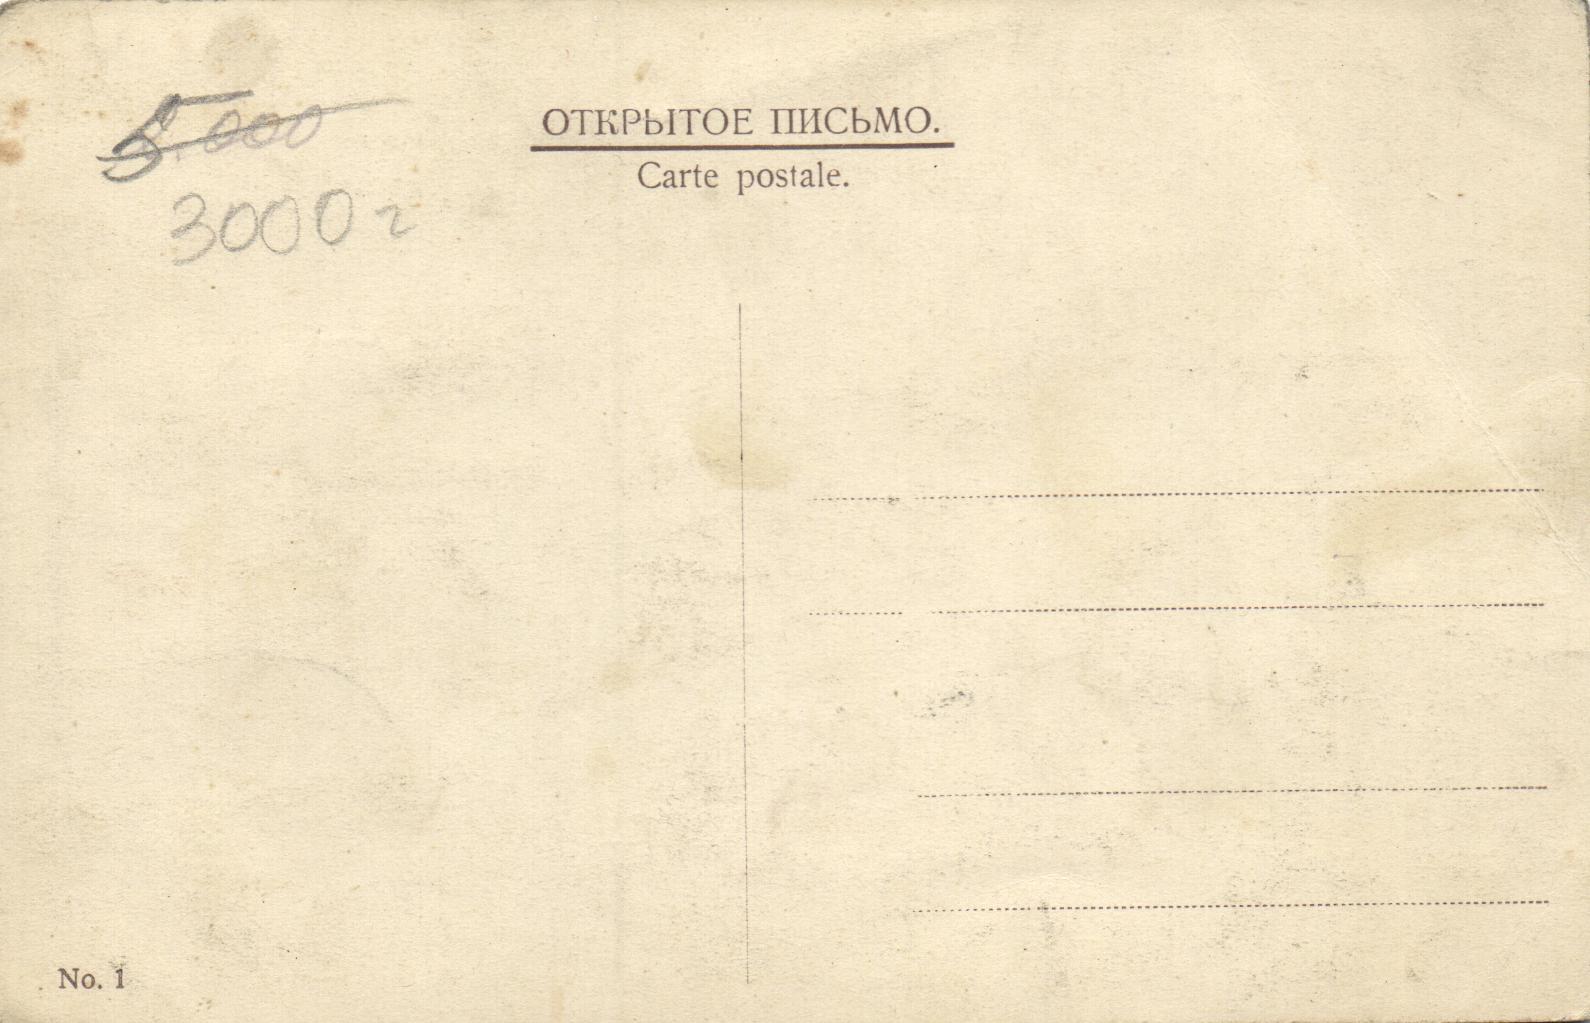 ОТКРЫТОЕ ПИСЬМО.
Carte postale.
5.000
3000 г
No. 1